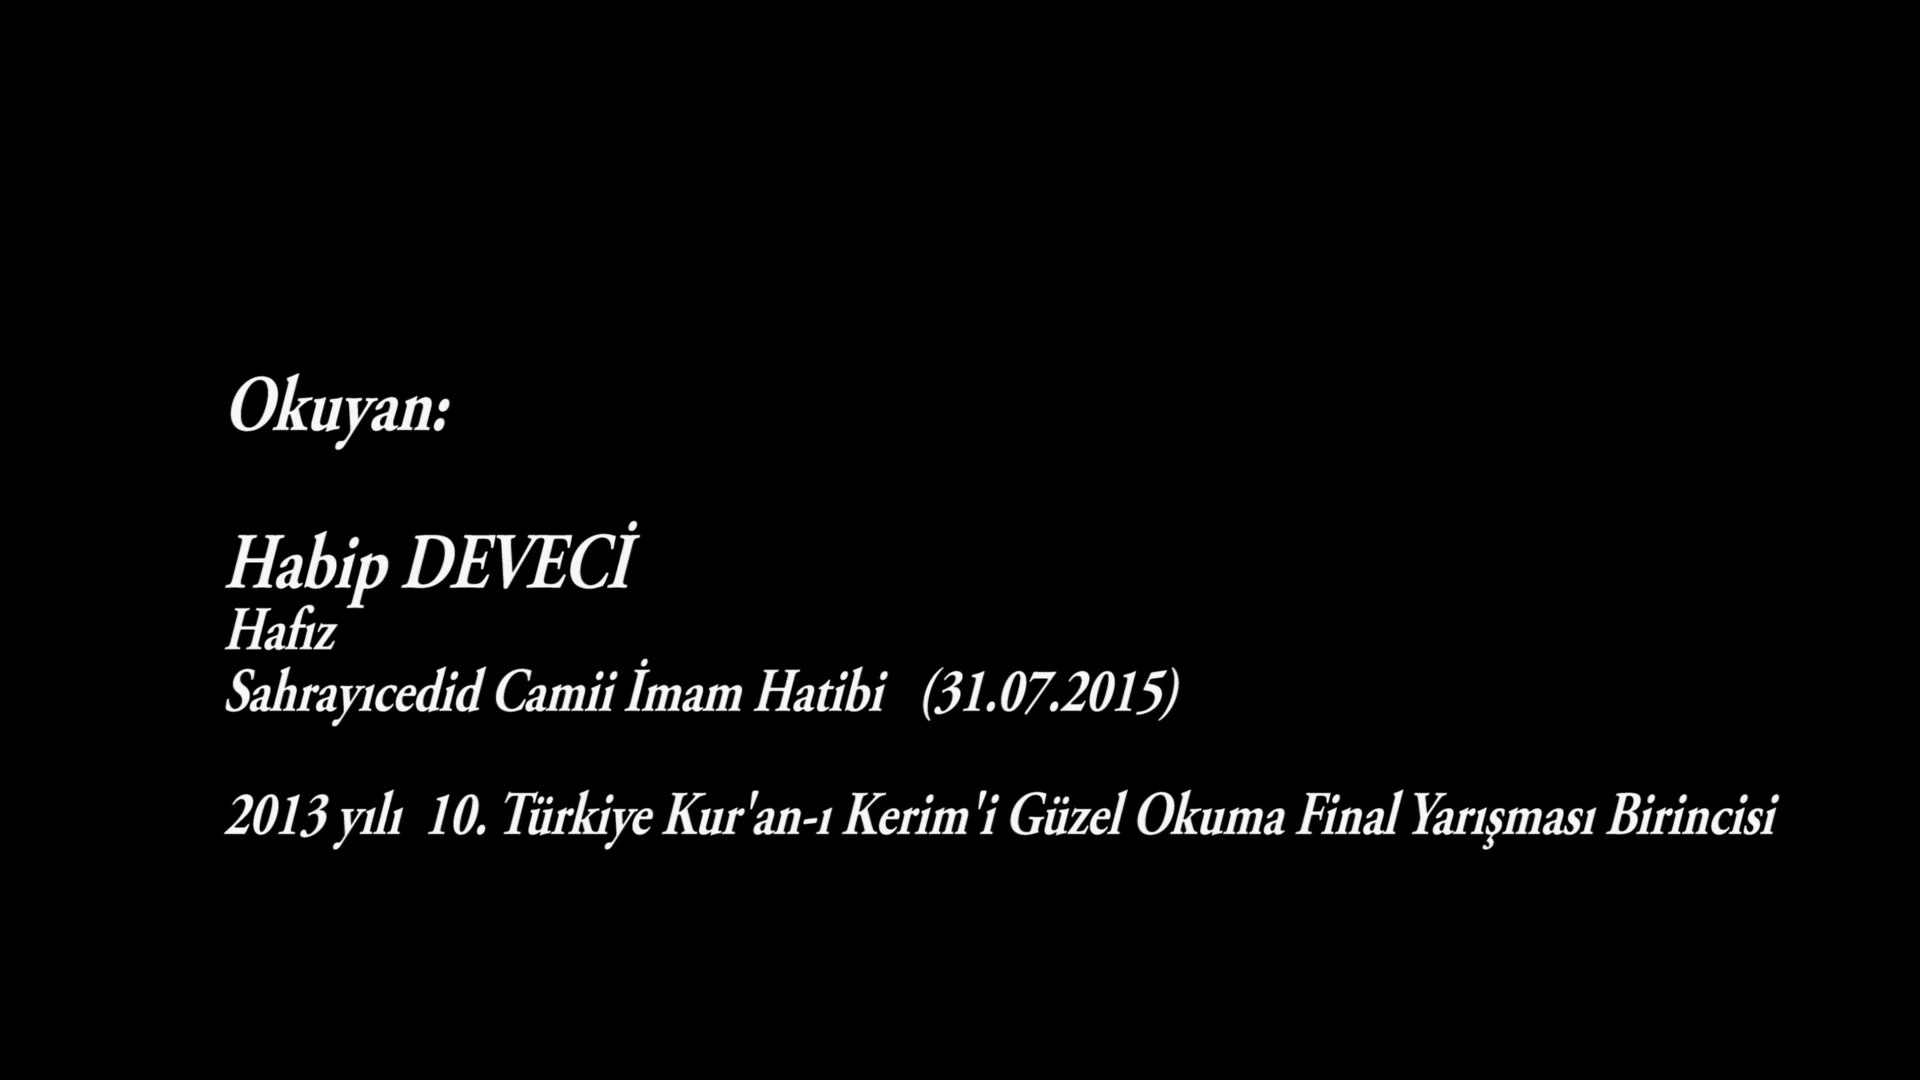 Okuyan:
Habip DEVECİ
Hafız
Sahrayıcedid Camii İmam Hatibi (31.07.2015)
2013 yılı 10. Türkiye Kur'an-ı Kerim'i Güzel Okuma Final Yarışması Birincisi